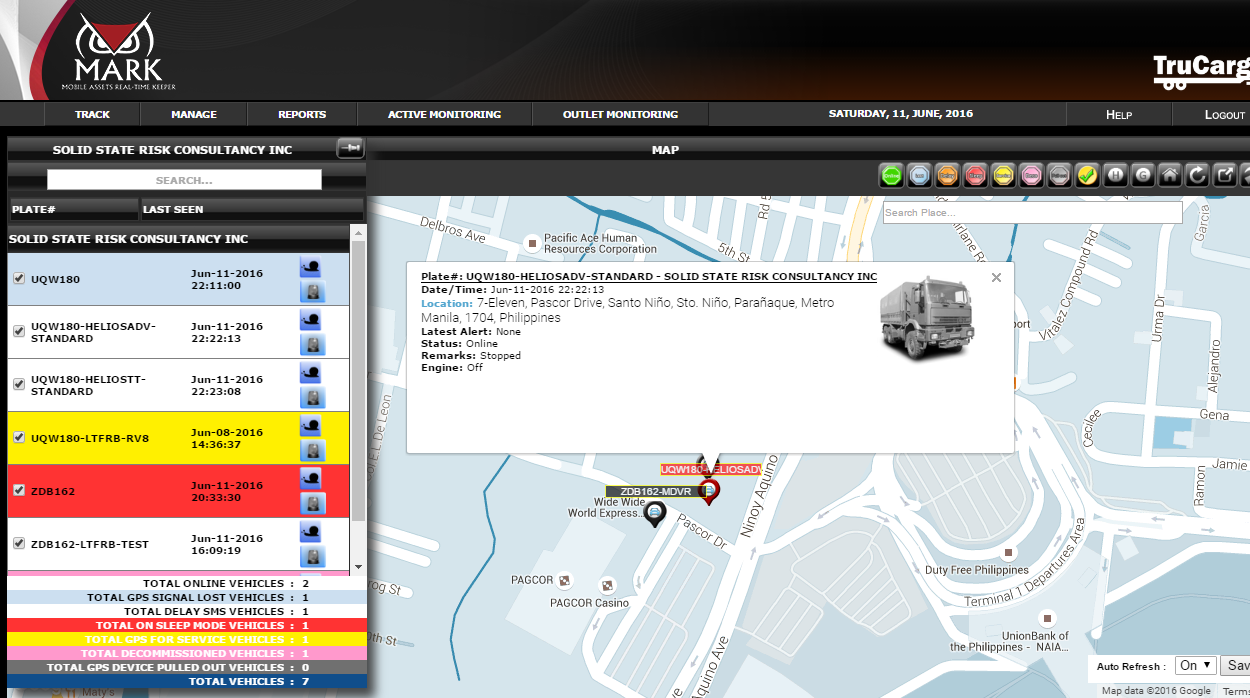 MARK
MOBILE ASSETS REAL-TIME KEEPER
TruCarg
TRACK
MANAGE
REPORTS
ACTIVE MONITORING
OUTLET MONITORING
SATURDAY, 11, JUNE, 2016
HELP
LOGOUT
SOLID STATE RISK CONSULTANCY INC
MAP
SEARCH...
PLATE#
LAST SEEN
SOLID STATE RISK CONSULTANCY INC
UQW180
Jun-11-2016
22:11:00
UQW180-HELIOSADV-
STANDARD
Jun-11-2016
22:22:13
UQW180-HELIOSTT-
STANDARD
Jun-11-2016
22:23:08
UQW180-LTFRB-RV8
Jun-08-2016
14:36:37
ZDB162
Jun-11-2016
20:33:30
ZDB162-LTFRB-TEST
Jun-11-2016
16:09:19
TOTAL ONLINE VEHICLES : 2
TOTAL GPS SIGNAL LOST VEHICLES : 1
TOTAL DELAY SMS VEHICLES : 1
TOTAL ON SLEEP MODE VEHICLES : 1
TOTAL GPS FOR SERVICE VEHICLES : 1
TOTAL DECOMMISSIONED VEHICLES : 1
TOTAL GPS DEVICE PULLED OUT VEHICLES : 0
TOTAL VEHICLES : 7
H
G
Search Place...
Delbros Ave
Pacific Ace Human
Resources Corporation
5th St
Rd 5
irlane Rd
Garcia
Vitalez Compound Rd
Urma Dr
Alejandro
Plate#: UQW180-HELIOSADV-STANDARD - SOLID STATE RISK CONSULTANCY INC
Date/Time: Jun-11-2016 22:22:13
Location: 7-Eleven, Pascor Drive, Santo Niño, Sto. Niño, Parañaque, Metro
Manila, 1704, Philippines
Latest Alert: None
Status: Online
Remarks: Stopped
Engine: Off
port
Gena
Cecilee
Jamie
Ramon
Col. E.L. De Leon
UQW180-HELIOSADV
ZDB162-MDVR
Wide Wide
World Express...
Pascor Dr
Ninoy Aquino
PAGCOR
PAGCOR Casino
Duty Free Philippines
Terminal 1 Departures Area
UnionBank of
the Philippines - NAIA...
rog St
th St
Aquino Ave
Maty's
Auto Refresh :
On
Sav
Map data ©2016 Google
Terms